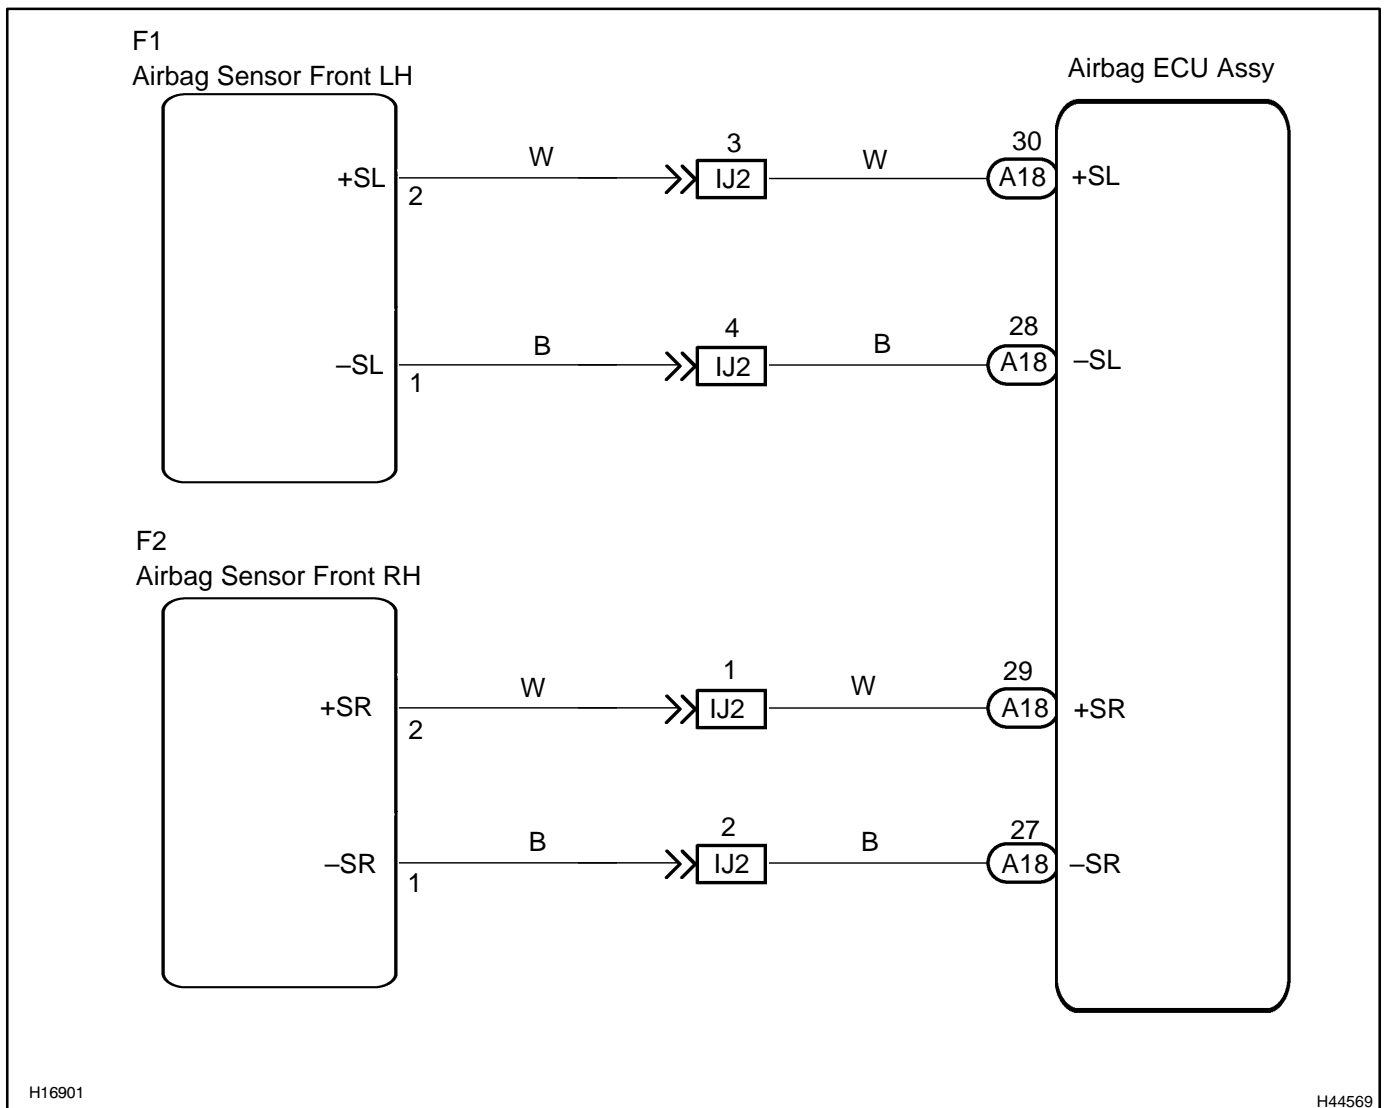 F1
Airbag Sensor Front LH
Airbag ECU Assy
+SL
2
W
3
IJ2
W
30
A18
+SL
–SL
1
B
4
IJ2
B
28
A18
–SL
F2
Airbag Sensor Front RH
+SR
2
W
1
IJ2
W
29
A18
+SR
–SR
1
B
2
IJ2
B
27
A18
–SR
H16901
H44569